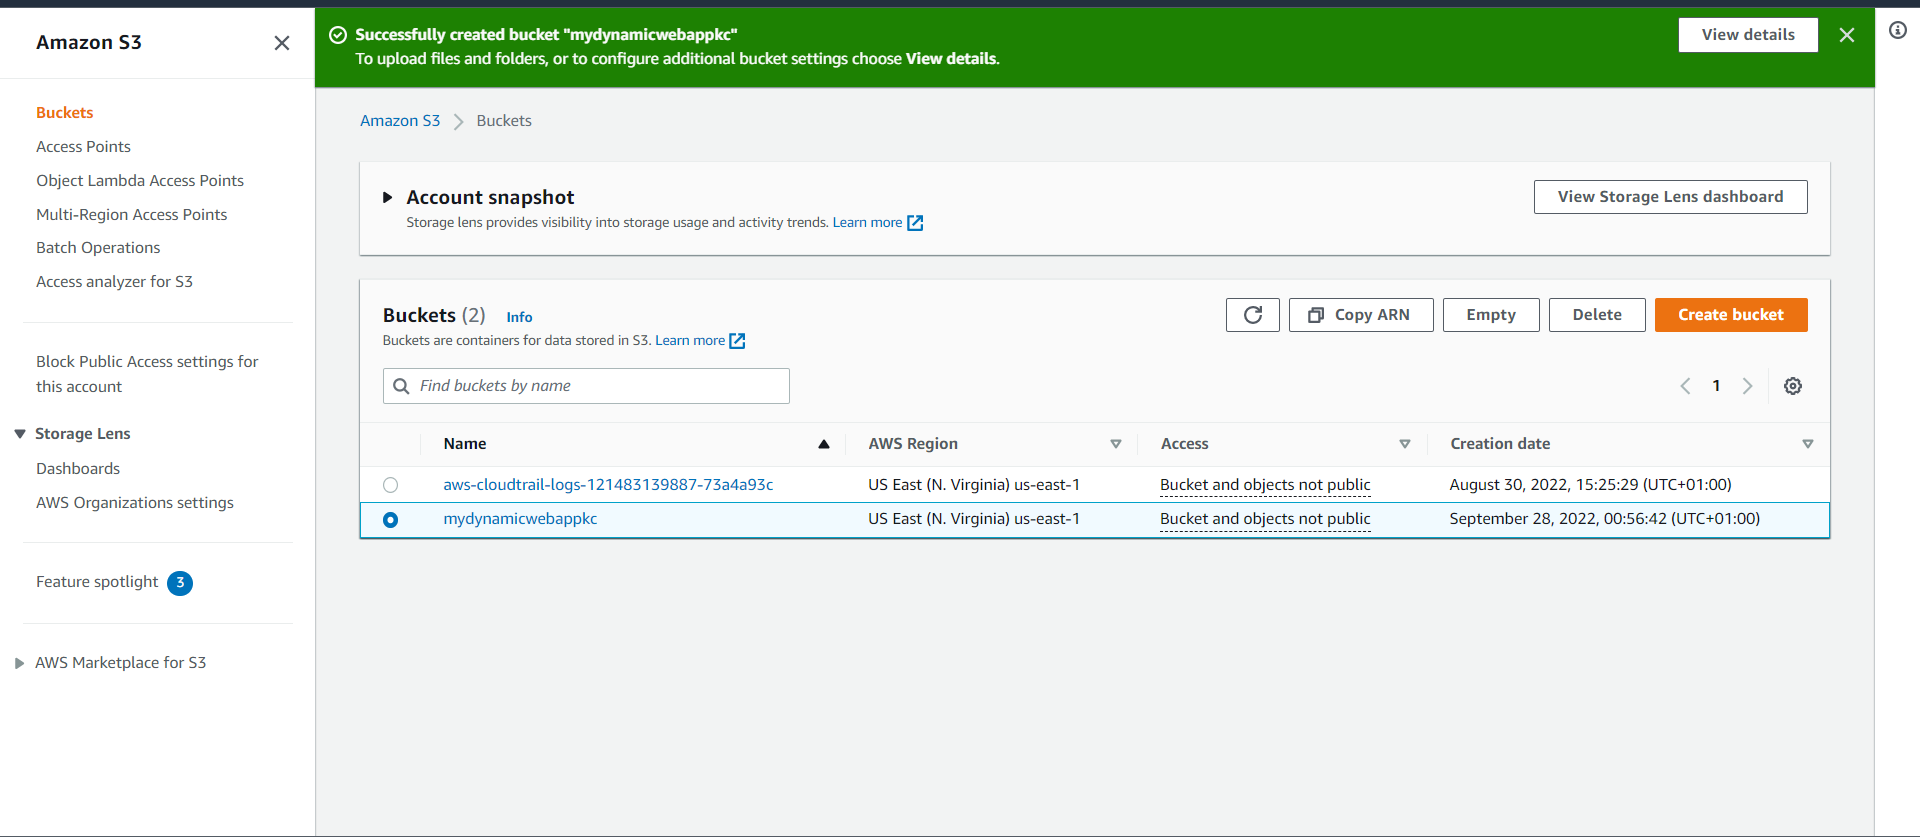 Amazon S3
Buckets
Access Points
Object Lambda Access Points
Multi-Region Access Points
Batch Operations
Access analyzer for S3
Block Public Access settings for
this account
Storage Lens
Dashboards
AWS Organizations settings
Feature spotlight 3
AWS Marketplace for S3
Successfully created bucket "mydynamicwebappkc"
To upload files and folders, or to configure additional bucket settings choose View details.
View details
Amazon S3 Buckets
Account snapshot
Storage lens provides visibility into storage usage and activity trends. Learn more
View Storage Lens dashboard
Buckets (2) Info
Buckets are containers for data stored in S3. Learn more
Copy ARN Empty Delete Create bucket
Find buckets by name
1
Name AWS Region Access Creation date
aws-cloudtrail-logs-121483139887-73a4a93c US East (N. Virginia) us-east-1 Bucket and objects not public August 30, 2022, 15:25:29 (UTC+01:00)
mydynamicwebappkc US East (N. Virginia) us-east-1 Bucket and objects not public September 28, 2022, 00:56:42 (UTC+01:00)